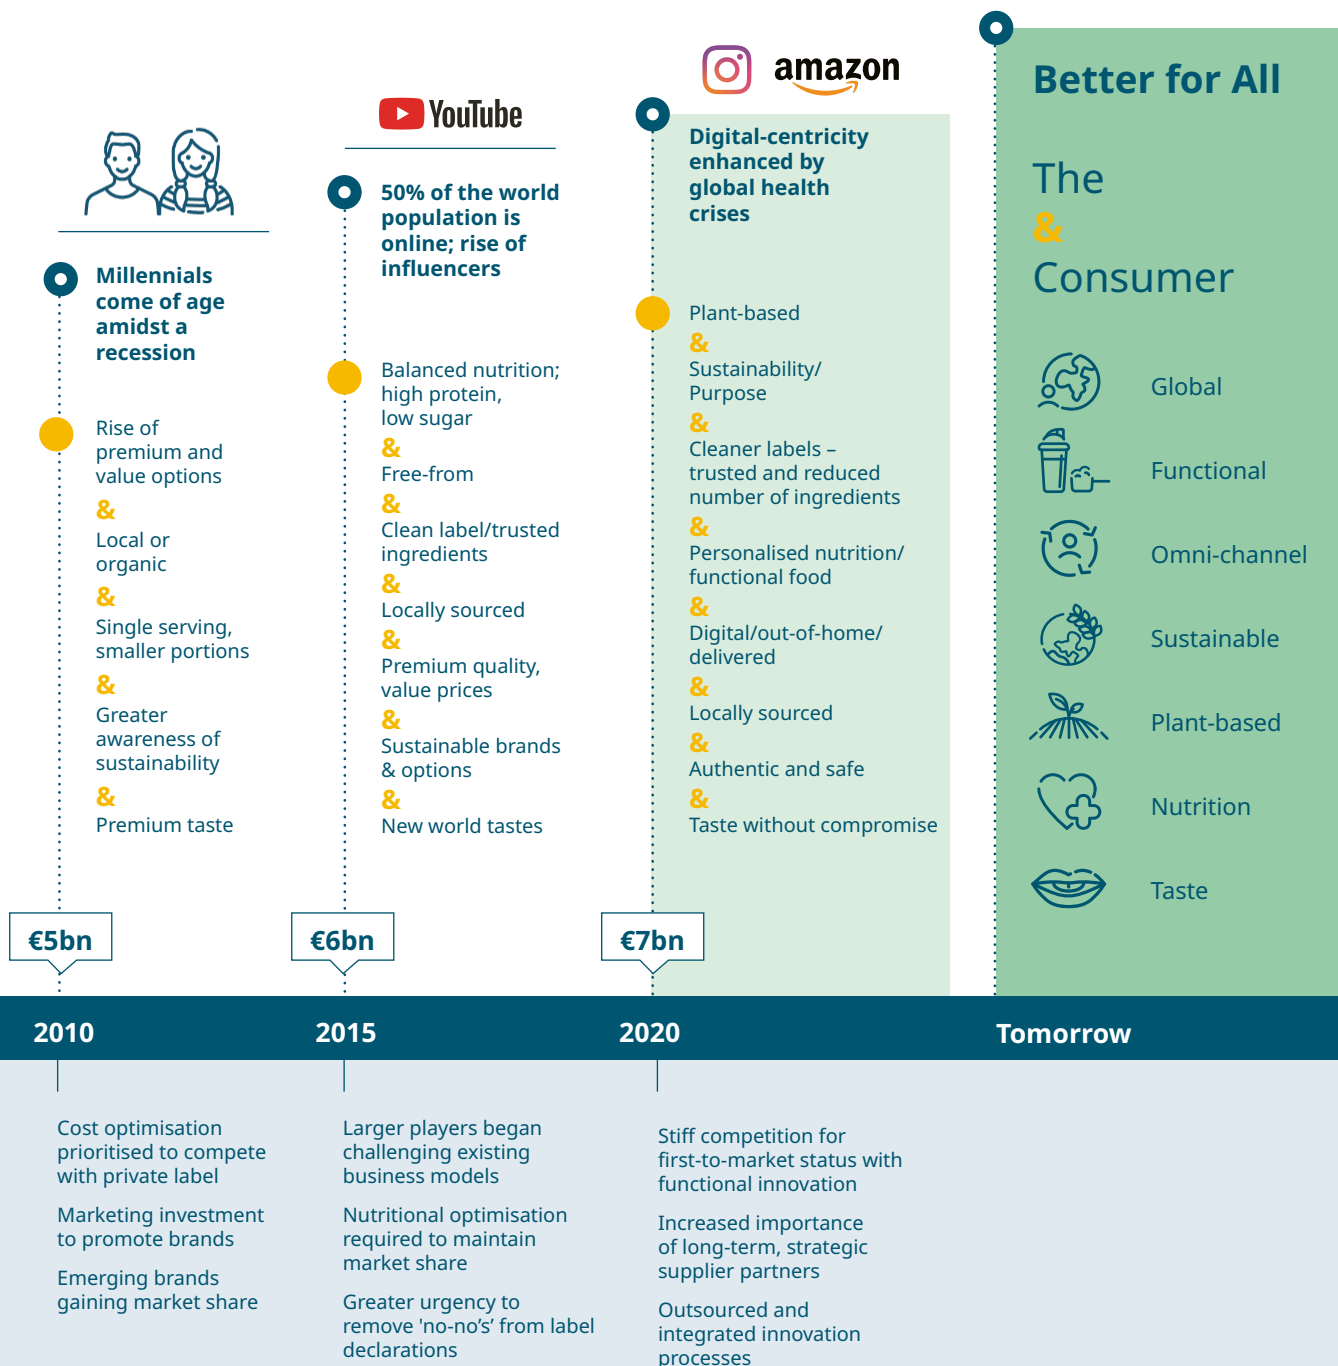 Millennials
come of age
amidst a
recession
Rise of
premium and
value options
&
Local or
organic
&
Single serving,
smaller portions
&
Greater
awareness of
sustainability
&
Premium taste
€5bn
YouTube
50% of the world
population is
online; rise of
influencers
Balanced nutrition;
high protein,
low sugar
&
Free-from
&
Clean label/trusted
ingredients
&
Locally sourced
&
Premium quality,
value prices
&
Sustainable brands
& options
&
New world tastes
€6bn
amazon
Digital-centricity
enhanced by
global health
crises
Plant-based
&
Sustainability/
Purpose
&
Cleaner labels –
trusted and reduced
number of ingredients
&
Personalised nutrition/
functional food
&
Digital/out-of-home/
delivered
&
Locally sourced
&
Authentic and safe
&
Taste without compromise
€7bn
Better for All
The
&
Consumer
Global
Functional
Omni-channel
Sustainable
Plant-based
Nutrition
Taste
2010
2015
2020
Tomorrow
Cost optimisation
prioritised to compete
with private label
Marketing investment
to promote brands
Emerging brands
gaining market share
Larger players began
challenging existing
business models
Nutritional optimisation
required to maintain
market share
Greater urgency to
remove 'no-no’s’ from label
declarations
Stiff competition for
first-to-market status with
functional innovation
Increased importance
of long-term, strategic
supplier partners
Outsourced and
integrated innovation
processes